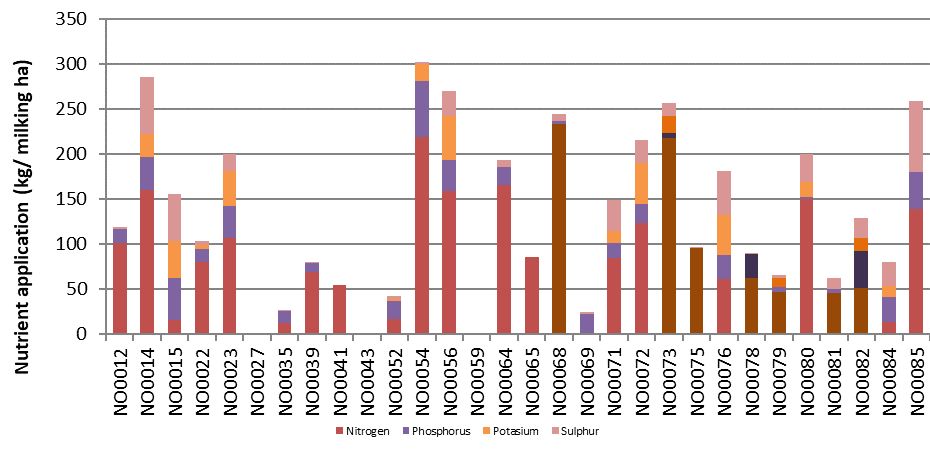 Nutrient application (kg/ milking ha)
350
300
250
200
150
100
50
0
NO0012
NO0014
NO0015
NO0022
NO0023
NO0027
NO0035
NO0039
NO0041
NO0043
NO0052
NO0054
NO0056
NO0059
NO0064
NO0065
NO0068
NO0069
NO0071
NO0072
NO0073
NO0075
NO0076
NO0078
NO0079
NO0080
NO0081
NO0082
NO0084
NO0085
Nitrogen Phosphorus Potasium Sulphur